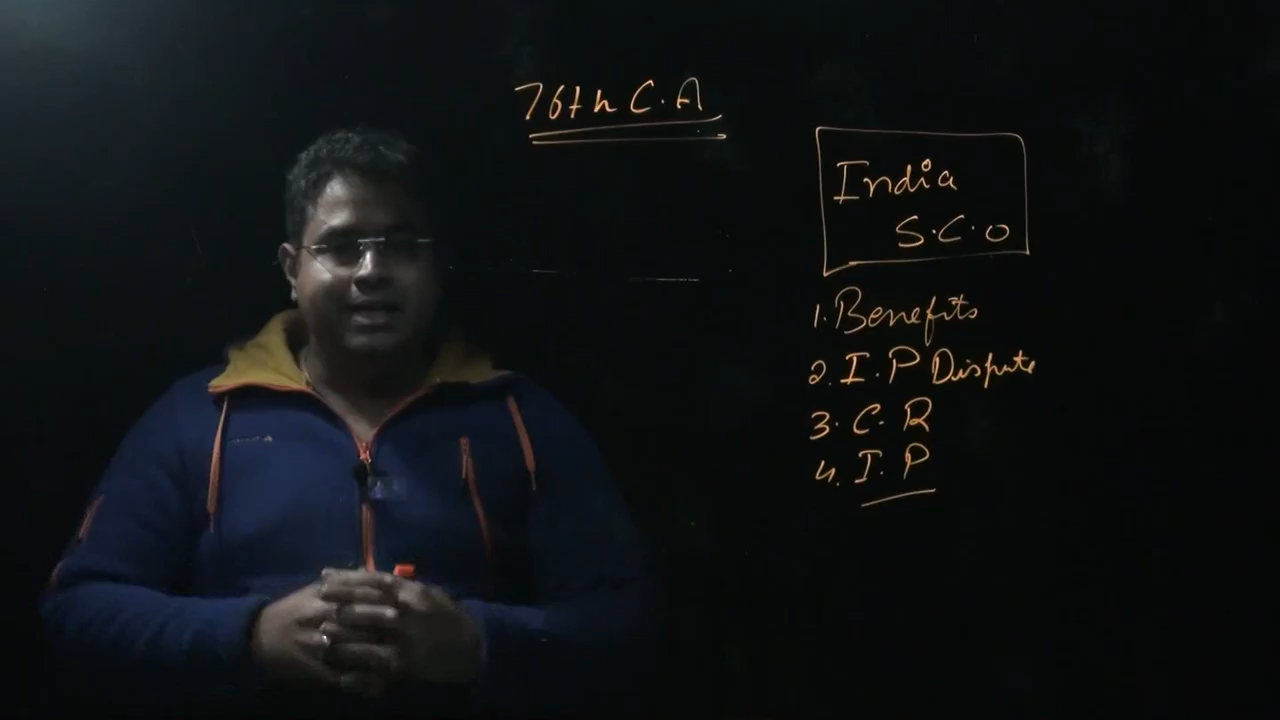 76th C.A
India
S.C.O
1. Benefits
2. I.P Dispute
3. C.R
4. I.P